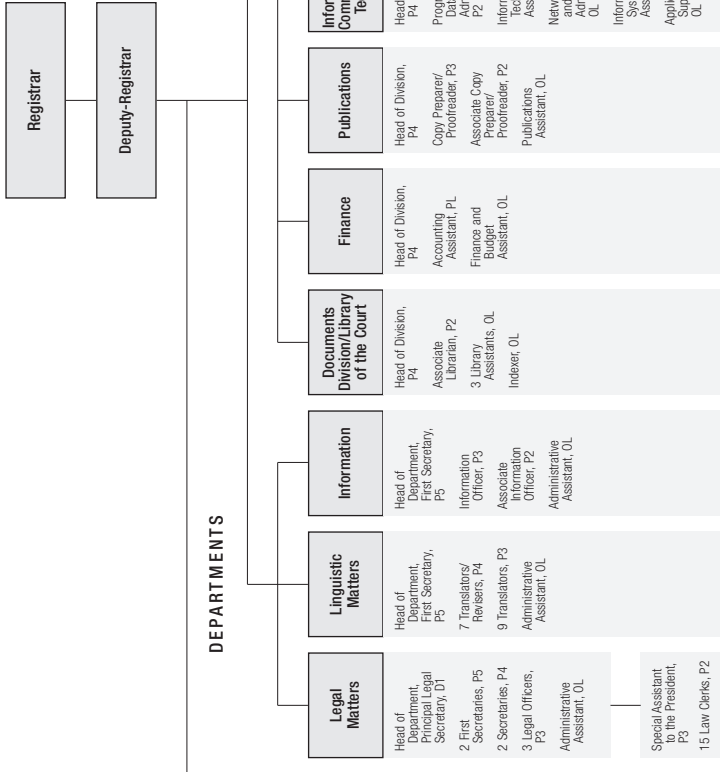 Registrar
Deputy-Registrar
DEPARTMENTS
Legal
Matters
Head of
Department,
Principal Legal
Secretary, D1
2 First
Secretaries, P5
2 Secretaries, P4
3 Legal Officers,
P3
Administrative
Assistant, OL
Special Assistant
to the President,
P3
15 Law Clerks, P2
Linguistic
Matters
Head of
Department,
First Secretary,
P5
7 Translators/
Revisers, P4
9 Translators, P3
Administrative
Assistant, OL
Information
Head of
Department,
First Secretary,
P5
Information
Officer, P3
Associate
Information
Officer, P2
Administrative
Assistant, OL
Documents
Division/Library
of the Court
Head of Division,
P4
Associate
Librarian, P2
3 Library
Assistants, OL
Indexer, OL
Finance
Head of Division,
P4
Accounting
Assistant, PL
Finance and
Budget
Assistant, OL
Publications
Head of Division,
P4
Copy Preparer/
Proofreader, P3
Associate Copy
Preparer/
Proofreader, P2
Publications
Assistant, OL
Head
P4
P2
and
OL
OL